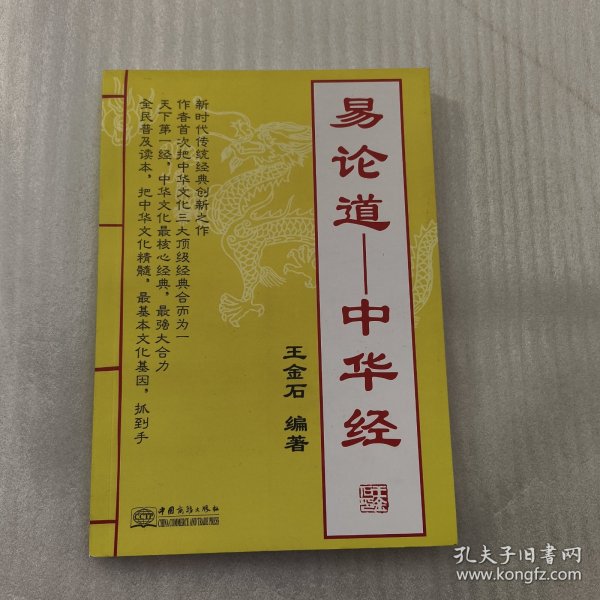 易论道——中华经
王金石 编著
新时代传统经典创新之作
作者首次把中华文化三大顶级经典合而为一
天下第一经，中华文化最核心经典，最强大合力
全民普及读本，把中华文化精髓，最基本文化基因，抓到手
中国商务出版社
CHINA COMMERCE AND TRADE PRESS
孔夫子旧书网
www.kongfz.com